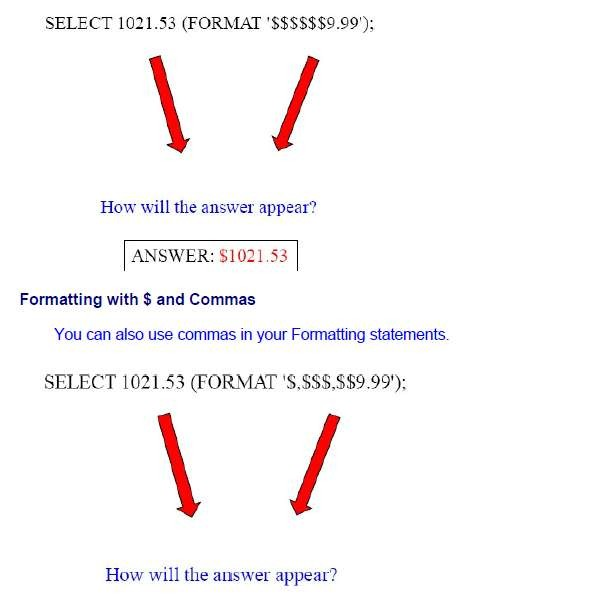 SELECT 1021.53 (FORMAT '$$$$$$9.99');
How will the answer appear?
ANSWER: $1021.53
Formatting with $ and Commas
You can also use commas in your Formatting statements.
SELECT 1021.53 (FORMAT '$,$$$,$$9.99');
How will the answer appear?